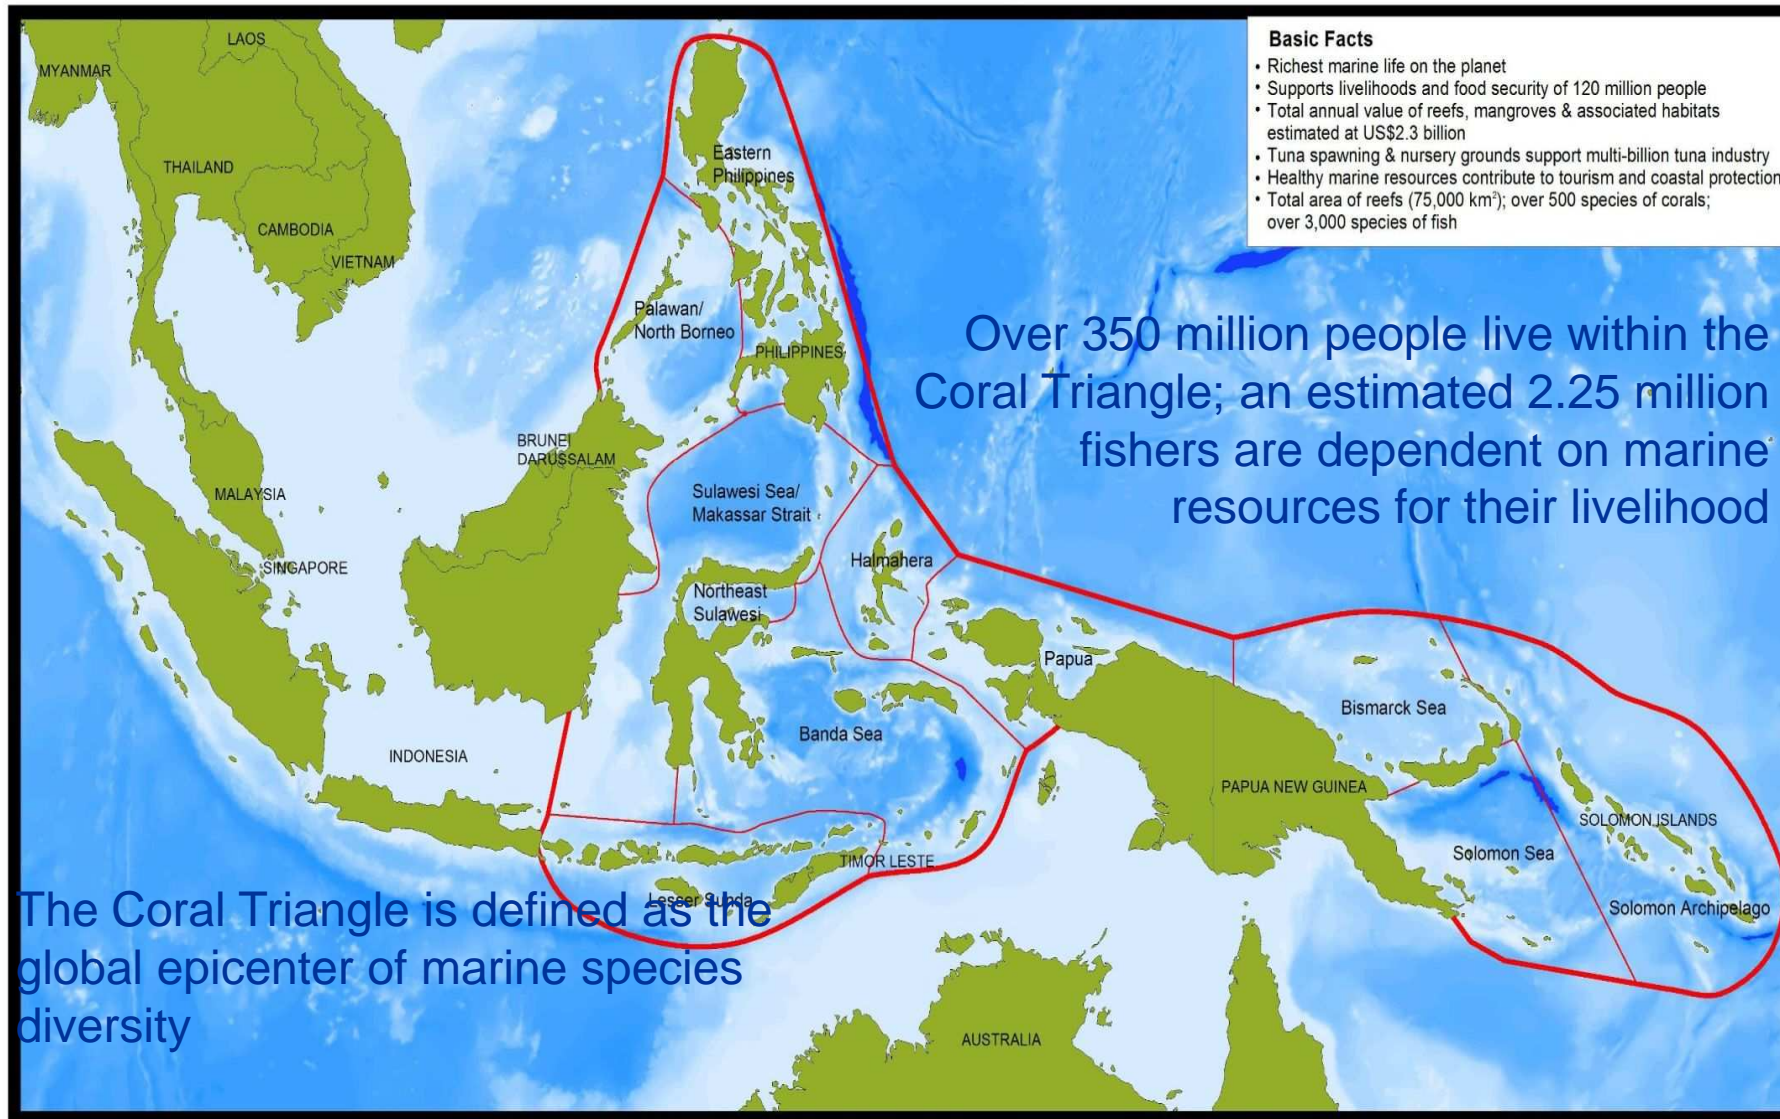 Basic Facts
• Richest marine life on the planet
• Supports livelihoods and food security of 120 million people
• Total annual value of reefs, mangroves & associated habitats
estimated at US$2.3 billion
• Tuna spawning & nursery grounds support multi-billion tuna industry
• Healthy marine resources contribute to tourism and coastal protection
• Total area of reefs (75,000 km²); over 500 species of corals;
over 3,000 species of fish
LAOS
MYANMAR
THAILAND
CAMBODIA
VIETNAM
Eastern
Philippines
Palawan/
North Borneo
PHILIPPINES
Over 350 million people live within the
Coral Triangle; an estimated 2.25 million
fishers are dependent on marine
resources for their livelihood
BRUNEI
DARUSSALAM
MALAYSIA
SINGAPORE
Sulawesi Sea/
Makassar Strait
Halmahera
Northeast
Sulawesi
Papua
Bismarck Sea
Banda Sea
INDONESIA
PAPUA NEW GUINEA
SOLOMON ISLANDS
Solomon Sea
TIMOR LESTE
Lesser Sunda
Solomon Archipelago
The Coral Triangle is defined as the
global epicenter of marine species
diversity
AUSTRALIA